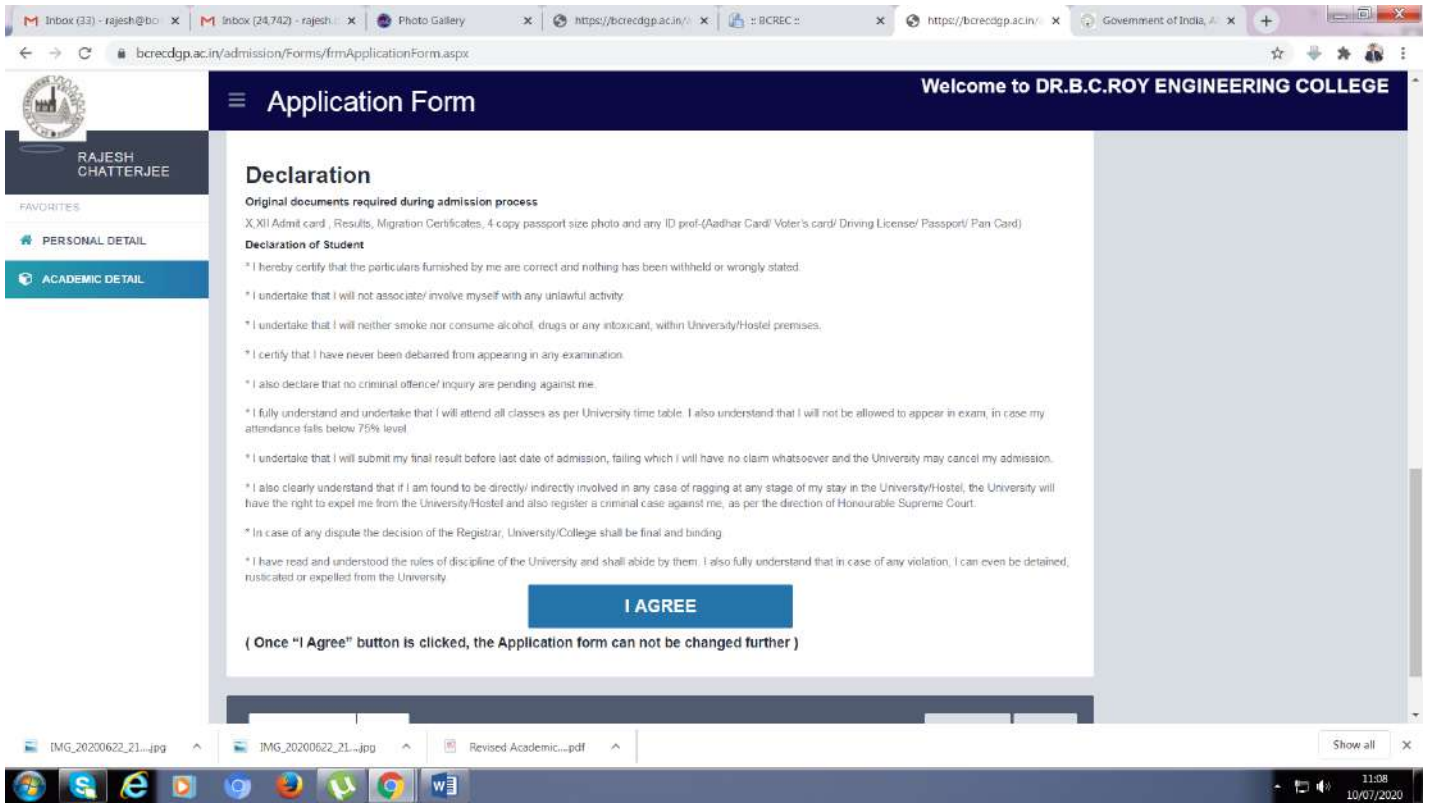 Inbox (33) - rajesh@bc
Inbox (24,742) - rajesh.
Photo Gallery
https://bcrecdgp.ac.in/
:: BCREC ::
https://bcrecdgp.ac.in/
Government of India, A
bcrecdgp.ac.in/admission/Forms/frmApplicationForm.aspx
Application Form
Welcome to DR.B.C.ROY ENGINEERING COLLEGE
RAJESH
CHATTERJEE
FAVORITES
PERSONAL DETAIL
ACADEMIC DETAIL
Declaration
Original documents required during admission process
X,XII Admit card , Results, Migration Certificates, 4 copy passport size photo and any ID prof-(Aadhar Card/ Voter's card/ Driving License/ Passport/ Pan Card)
Declaration of Student
* I hereby certify that the particulars furnished by me are correct and nothing has been withheld or wrongly stated.
* I undertake that I will not associate/ involve myself with any unlawful activity.
* I undertake that I will neither smoke nor consume alcohol, drugs or any intoxicant, within University/Hostel premises.
* I certify that I have never been debarred from appearing in any examination.
* I also declare that no criminal offence/ inquiry are pending against me.
* I fully understand and undertake that I will attend all classes as per University time table. I also understand that I will not be allowed to appear in exam, in case my
attendance falls below 75% level.
* I undertake that I will submit my final result before last date of admission, failing which I will have no claim whatsoever and the University may cancel my admission.
* I also clearly understand that if I am found to be directly/ indirectly involved in any case of ragging at any stage of my stay in the University/Hostel, the University will
have the right to expel me from the University/Hostel and also register a criminal case against me, as per the direction of Honourable Supreme Court.
* In case of any dispute the decision of the Registrar, University/College shall be final and binding.
* I have read and understood the rules of discipline of the University and shall abide by them. I also fully understand that in case of any violation, I can even be detained,
rusticated or expelled from the University.
I AGREE
( Once “I Agree” button is clicked, the Application form can not be changed further )
IMG_20200622_21....jpg
IMG_20200622_21....jpg
Revised Academic....pdf
Show all
11:08
10/07/2020